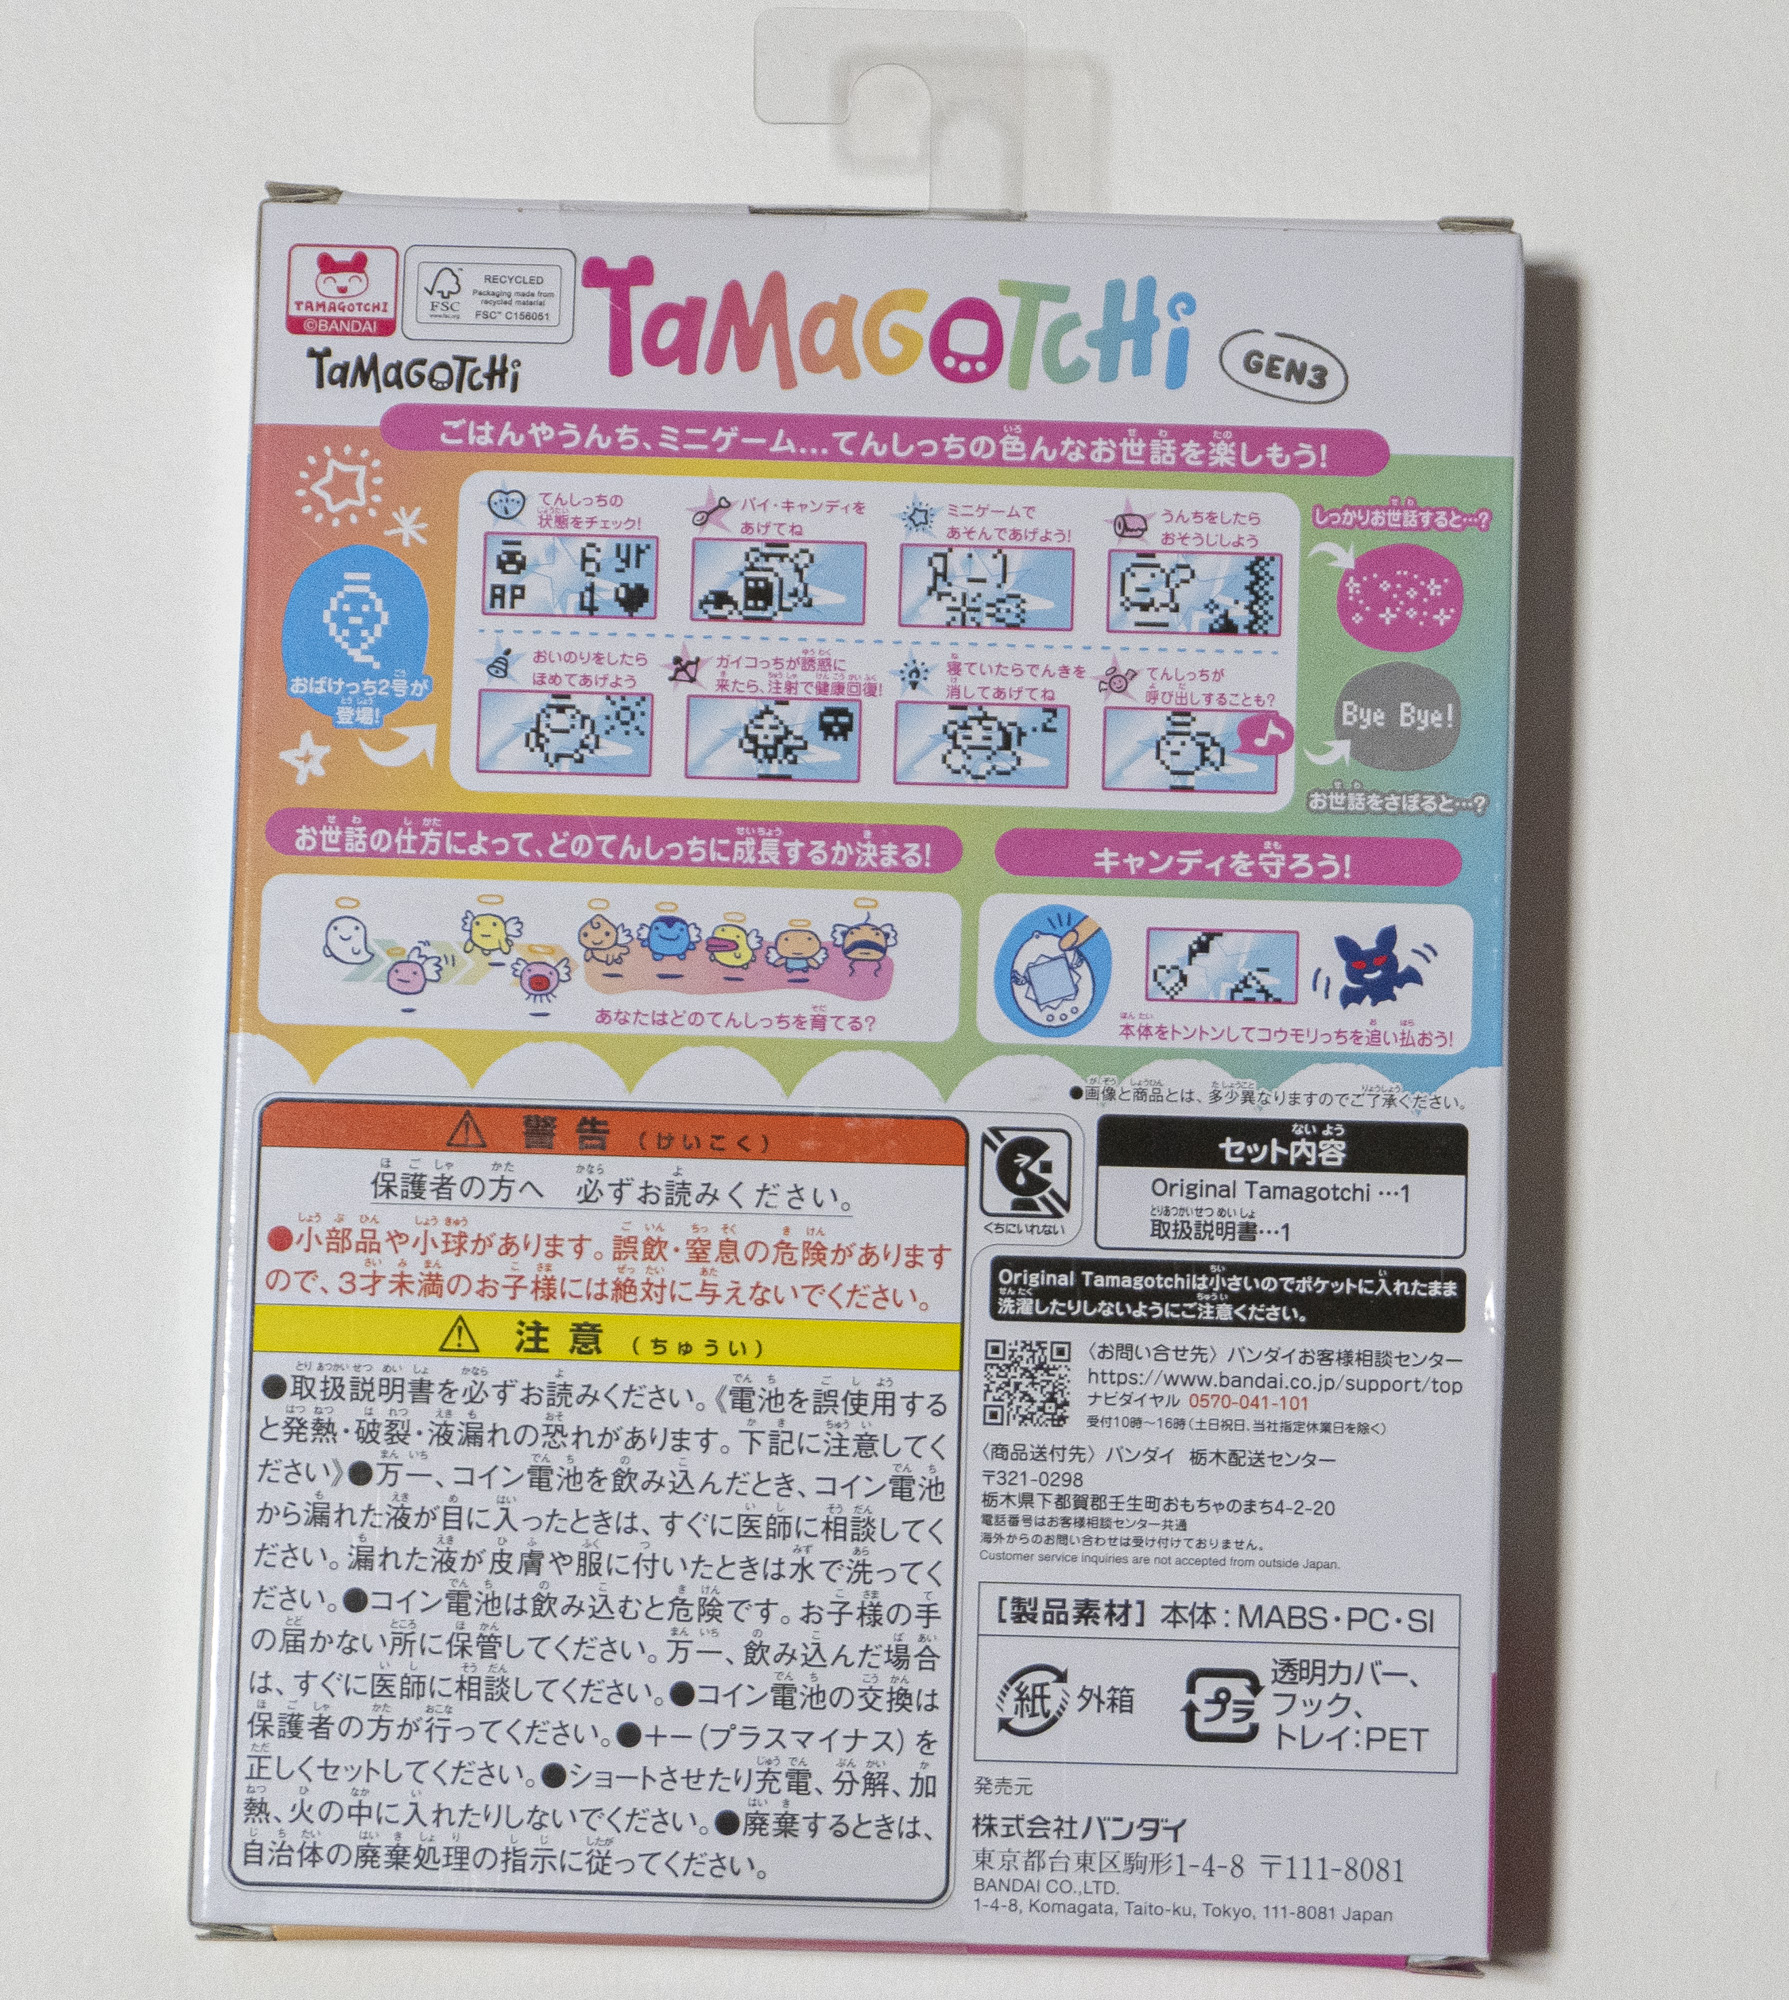 TAMAGOTCHI
©BANDAI
FSC
www.fsc.org
RECYCLED
Packaging made from
recycled material
FSC™ C156051
TaMaGoTcHi
TaMaGoTcHi
GEN3
ごはんやうんち、ミニゲーム…てんしっちの色んなお世話を楽しもう!
おばけっち2号が
登場!
てんしっちの
状態をチェック!
6 yr
AP 4
パイ・キャンディを
あげてね
ミニゲームで
あそんであげよう!
うんちをしたら
おそうじしよう
おいのりをしたら
ほめてあげよう
ガイコっちが誘惑に
来たら、注射で健康回復!
寝ていたらでんきを
消してあげてね
てんしっちが
呼び出しすることも?
しっかりお世話すると…?
Bye Bye!
お世話をさぼると…?
お世話の仕方によって、どのてんしっちに成長するか決まる!
あなたはどのてんしっちを育てる?
キャンディを守ろう!
本体をトントンしてコウモリっちを追い払おう!
●画像と商品とは、多少異なりますのでご了承ください。
警告(けいこく)
保護者の方へ 必ずお読みください。
●小部品や小球があります。誤飲・窒息の危険があります
ので、3才未満のお子様には絶対に与えないでください。
注意(ちゅうい)
●取扱説明書を必ずお読みください。《電池を誤使用する
と発熱・破裂・液漏れの恐れがあります。下記に注意してく
ださい》●万一、コイン電池を飲み込んだとき、コイン電池
から漏れた液が目に入ったときは、すぐに医師に相談してく
ださい。漏れた液が皮膚や服に付いたときは水で洗ってく
ださい。●コイン電池は飲み込むと危険です。お子様の手
の届かない所に保管してください。万一、飲み込んだ場合
は、すぐに医師に相談してください。●コイン電池の交換は
保護者の方が行ってください。●+−(プラスマイナス)を
正しくセットしてください。●ショートさせたり充電、分解、加
熱、火の中に入れたりしないでください。●廃棄するときは、
自治体の廃棄処理の指示に従ってください。
くちにいれない
セット内容
Original Tamagotchi …1
取扱説明書…1
Original Tamagotchiは小さいのでポケットに入れたまま
洗濯したりしないようにご注意ください。
〈お問い合せ先〉バンダイお客様相談センター
https://www.bandai.co.jp/support/top
ナビダイヤル 0570-041-101
受付10時〜16時(土日祝日、当社指定休業日を除く)
〈商品送付先〉バンダイ 栃木配送センター
〒321-0298
栃木県下都賀郡壬生町おもちゃのまち4-2-20
電話番号はお客様相談センター共通
海外からのお問い合わせは受け付けておりません。
Customer service inquiries are not accepted from outside Japan.
[製品素材]本体:MABS・PC・SI
紙 外箱
プラ 透明カバー、
フック、
トレイ:PET
発売元
株式会社バンダイ
東京都台東区駒形1-4-8 〒111-8081
BANDAI CO.,LTD.
1-4-8, Komagata, Taito-ku, Tokyo, 111-8081 Japan